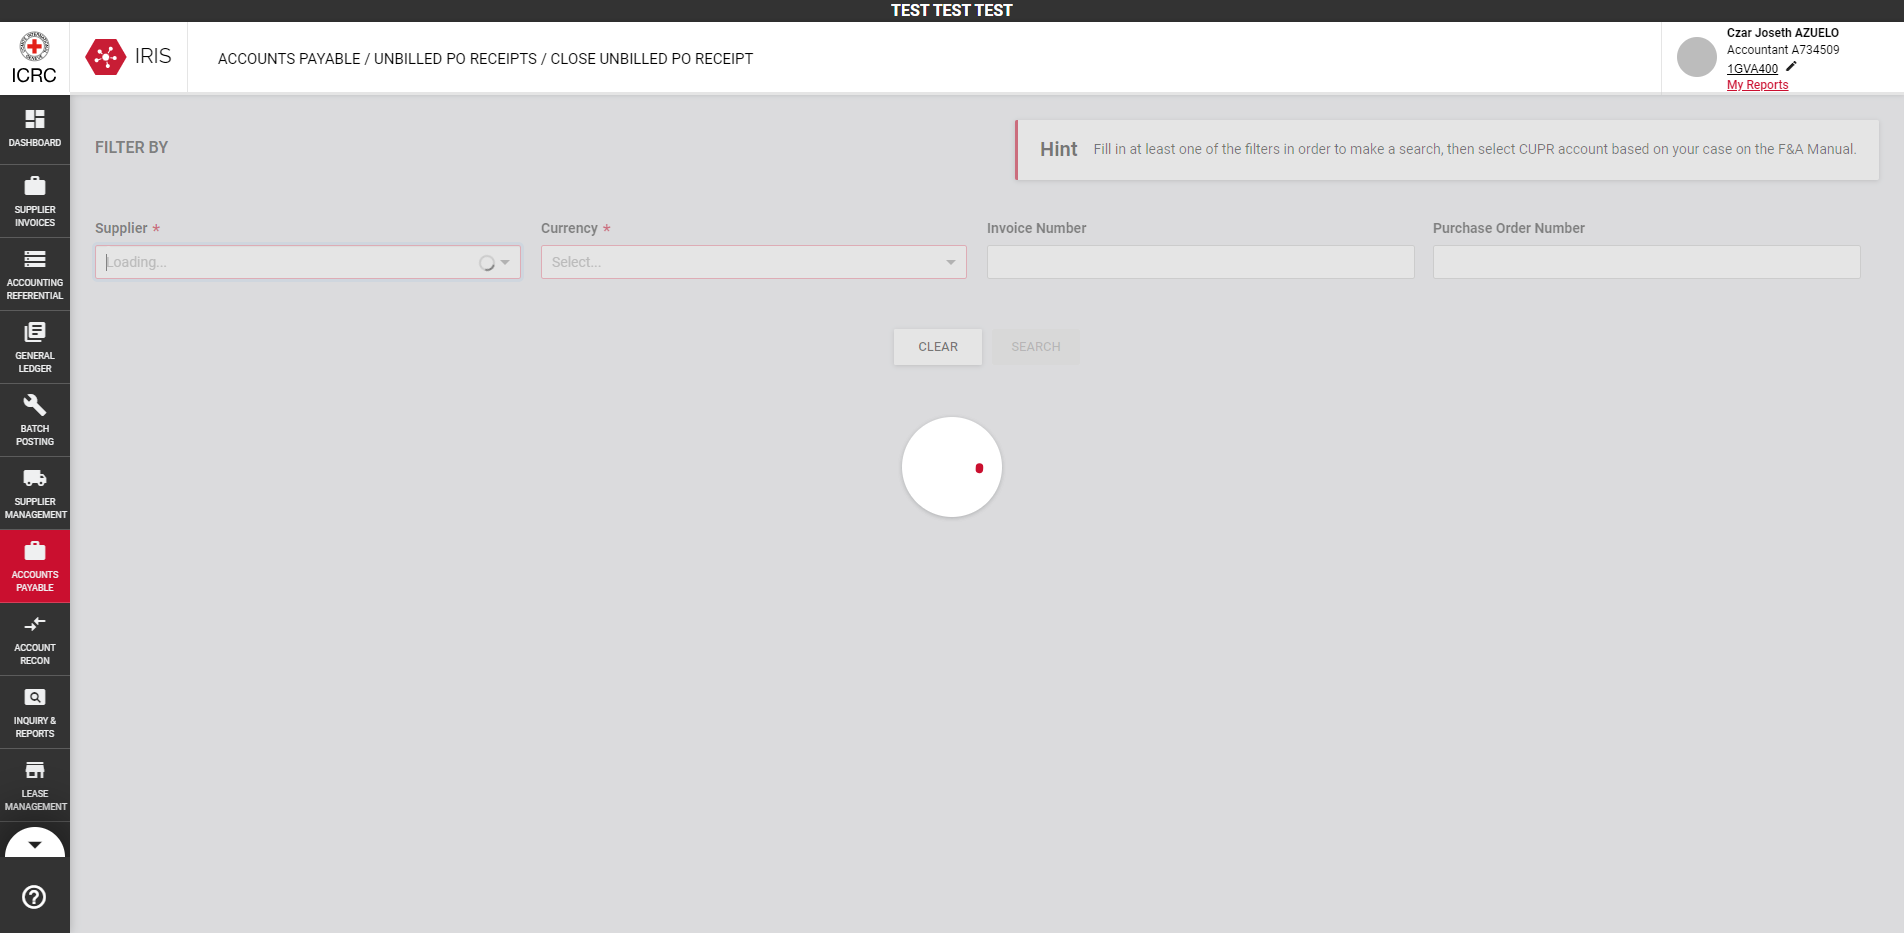 TEST TEST TEST
ICRC
IRIS
ACCOUNTS PAYABLE / UNBILLED PO RECEIPTS / CLOSE UNBILLED PO RECEIPT
Czar Joseth AZUELO
Accountant A734509
1GVA400
My Reports
DASHBOARD
SUPPLIER
INVOICES
ACCOUNTING
REFERENTIAL
GENERAL
LEDGER
BATCH
POSTING
SUPPLIER
MANAGEMENT
ACCOUNTS
PAYABLE
ACCOUNT
RECON
INQUIRY &
REPORTS
LEASE
MANAGEMENT
FILTER BY
Hint Fill in at least one of the filters in order to make a search, then select CUPR account based on your case on the F&A Manual.
Supplier *
Loading...
Currency *
Select...
Invoice Number
Purchase Order Number
CLEAR
SEARCH